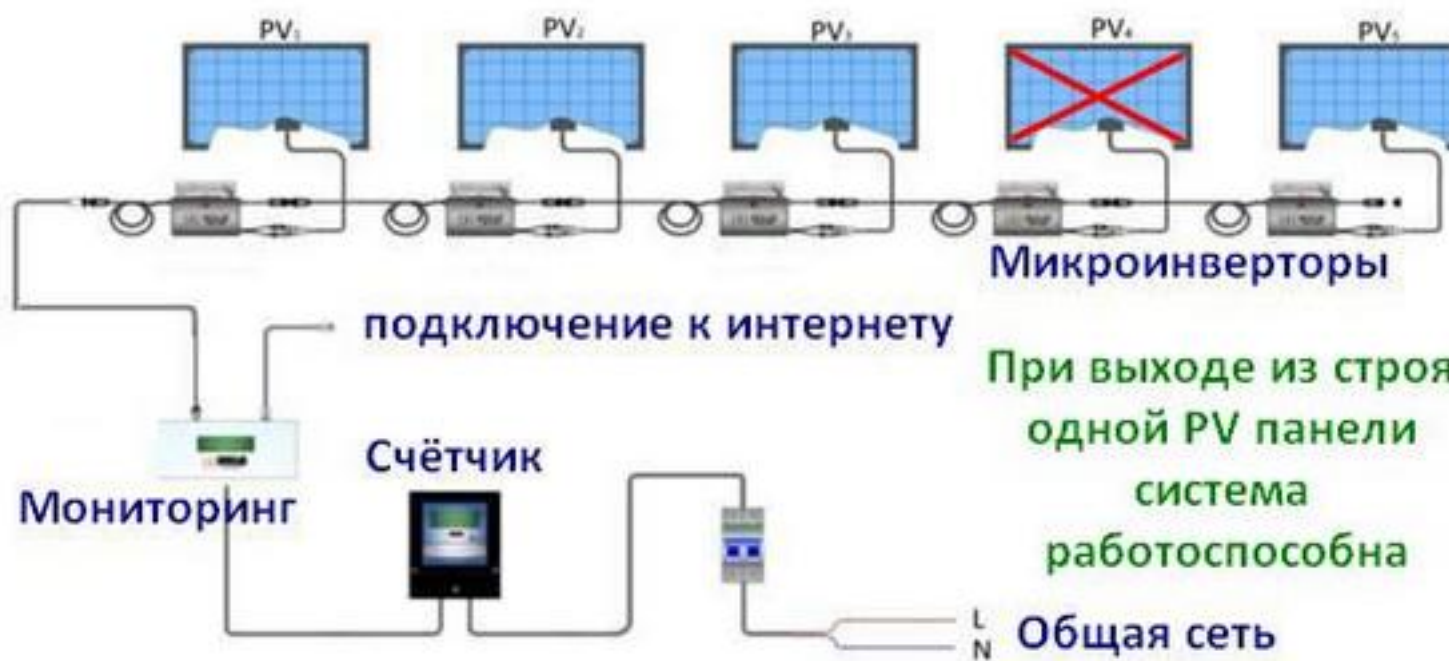 PV₁ PV₂ PV₃ PV₄ PV₅
Микроинверторы
подключение к интернету
При выходе из строя
одной PV панели
система
работоспособна
Счётчик
Мониторинг
L
N
Общая сеть